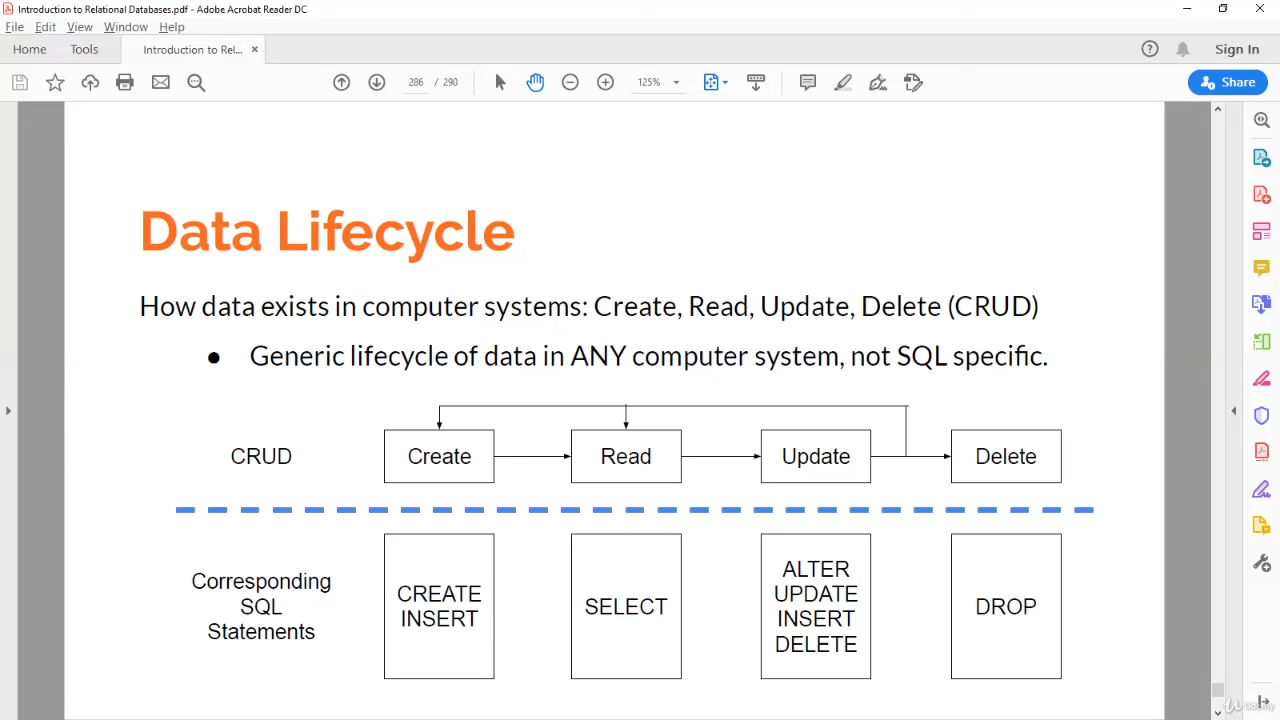 Introduction to Relational Databases.pdf - Adobe Acrobat Reader DC
File Edit View Window Help
Home Tools Introduction to Rel... × Sign In
286 / 290 125% Share
Data Lifecycle
How data exists in computer systems: Create, Read, Update, Delete (CRUD)
● Generic lifecycle of data in ANY computer system, not SQL specific.
CRUD Create Read Update Delete
Corresponding
SQL
Statements
CREATE
INSERT
SELECT
ALTER
UPDATE
INSERT
DELETE
DROP
Udemy